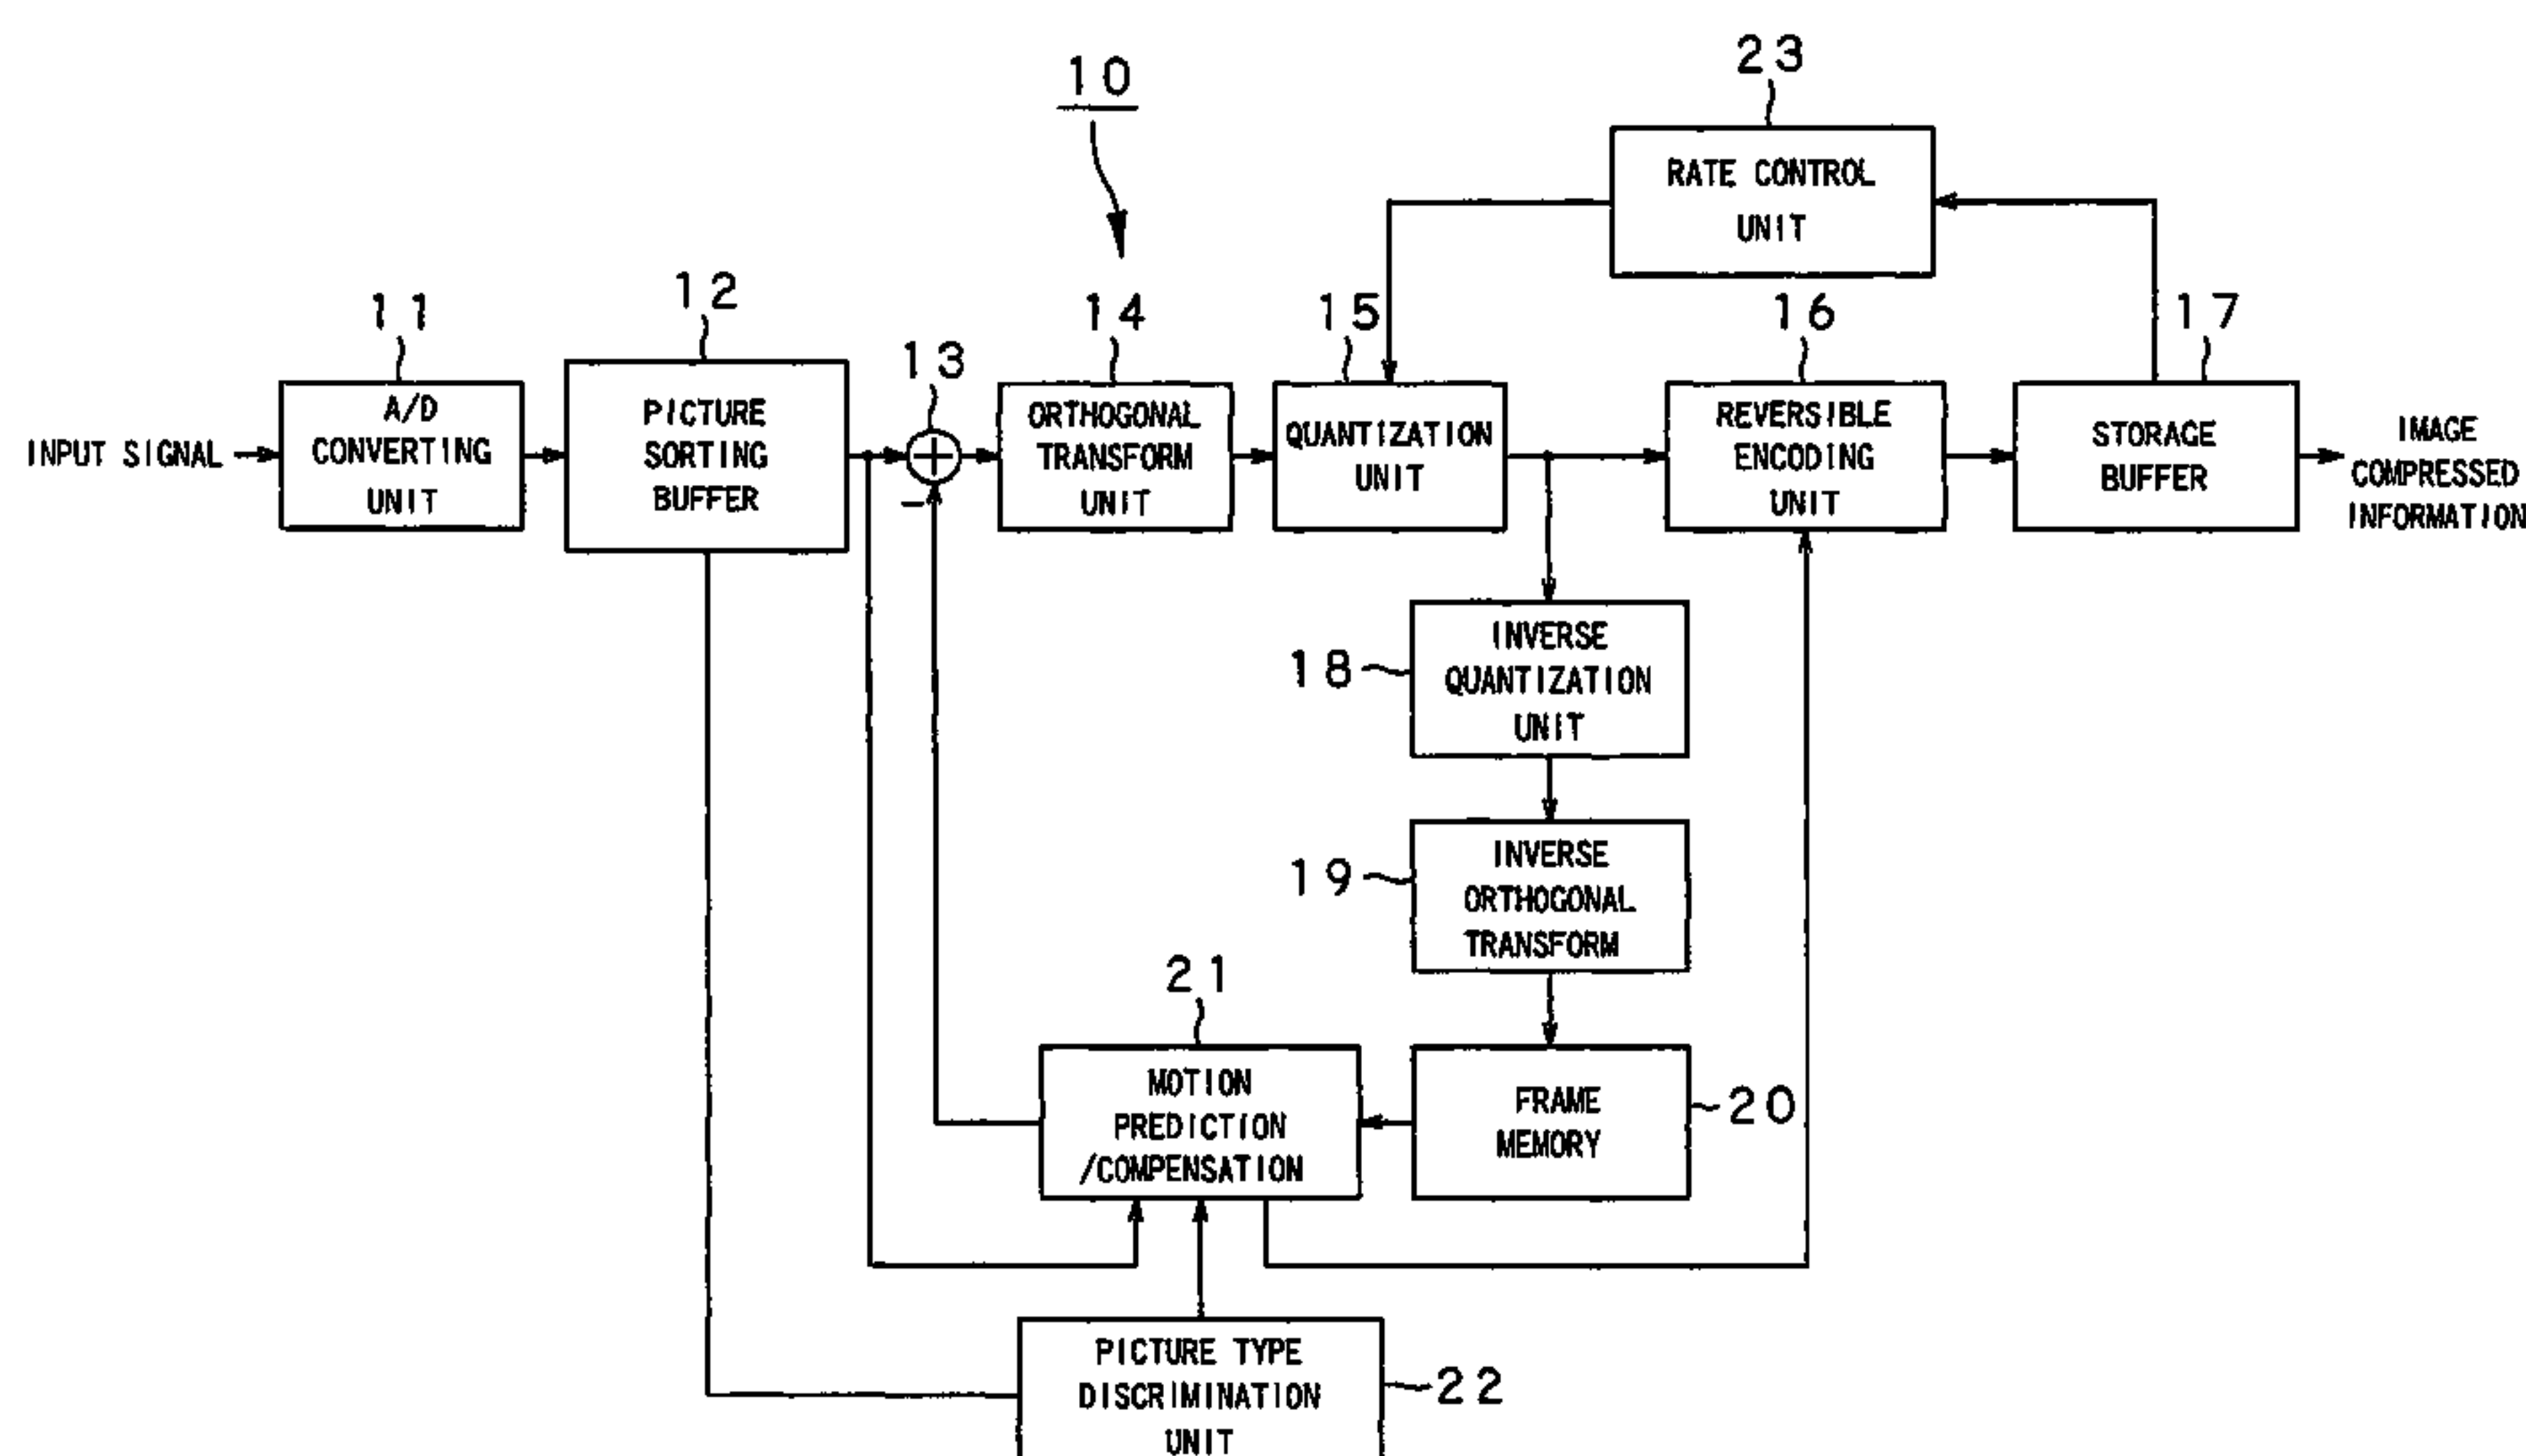 10
23
RATE CONTROL
UNIT
11
12
13
14
15
16
17
INPUT SIGNAL
A/D
CONVERTING
UNIT
PICTURE
SORTING
BUFFER
−
ORTHOGONAL
TRANSFORM
UNIT
QUANTIZATION
UNIT
REVERSIBLE
ENCODING
UNIT
STORAGE
BUFFER
IMAGE
COMPRESSED
INFORMATION
18
INVERSE
QUANTIZATION
UNIT
19
INVERSE
ORTHOGONAL
TRANSFORM
21
MOTION
PREDICTION
/COMPENSATION
FRAME
MEMORY
20
PICTURE TYPE
DISCRIMINATION
UNIT
22